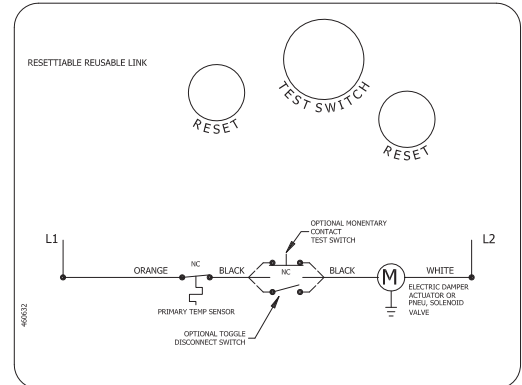 RESETTIABLE REUSABLE LINK
TEST SWITCH
RESET
RESET
OPTIONAL MONENTARY
CONTACT
TEST SWITCH
L1
L2
ORANGE
NC
BLACK
NC
BLACK
M
WHITE
ELECTRIC DAMPER
ACTUATOR OR
PNEU, SOLENOID
VALVE
PRIMARY TEMP SENSOR
OPTIONAL TOGGLE
DISCONNECT SWITCH
460632